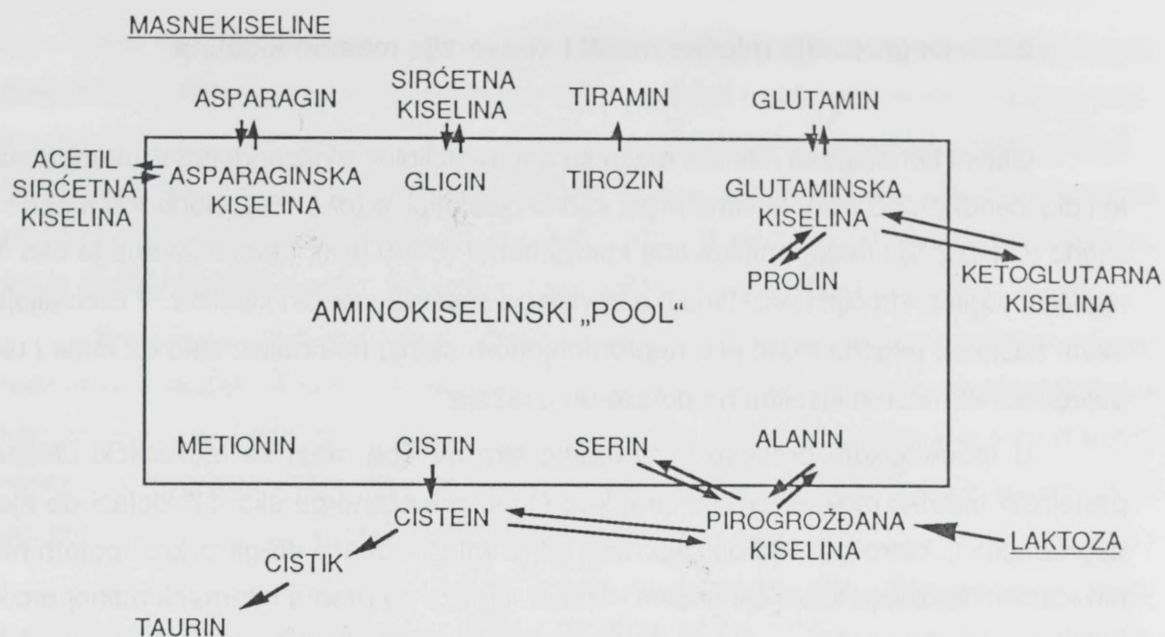 MASNE KISELINE
ASPARAGIN
SIRĆETNA
KISELINA
TIRAMIN
GLUTAMIN
ACETIL
SIRĆETNA
KISELINA
ASPARAGINSKA
KISELINA
GLICIN
TIROZIN
GLUTAMINSKA
KISELINA
PROLIN
KETOGLUTARNA
KISELINA
AMINOKISELINSKI „POOL“
METIONIN
CISTIN
SERIN
ALANIN
CISTEIN
PIROGROŽĐANA
KISELINA
LAKTOZA
CISTIK
TAURIN